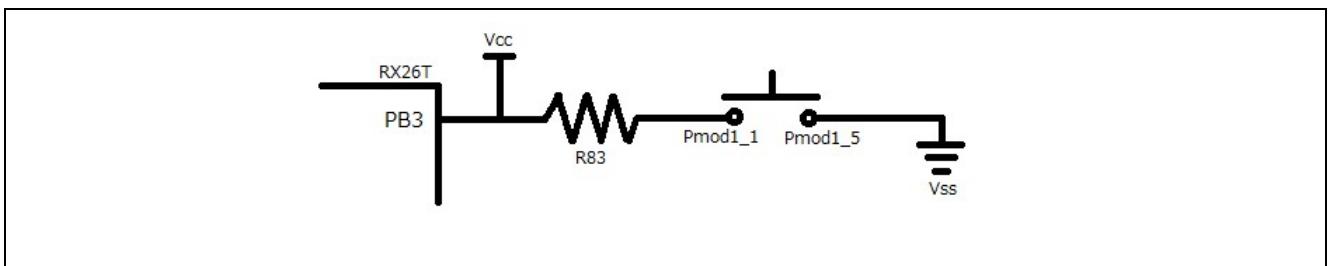 Vcc
RX26T
PB3
R83
Pmod1_1
Pmod1_5
Vss